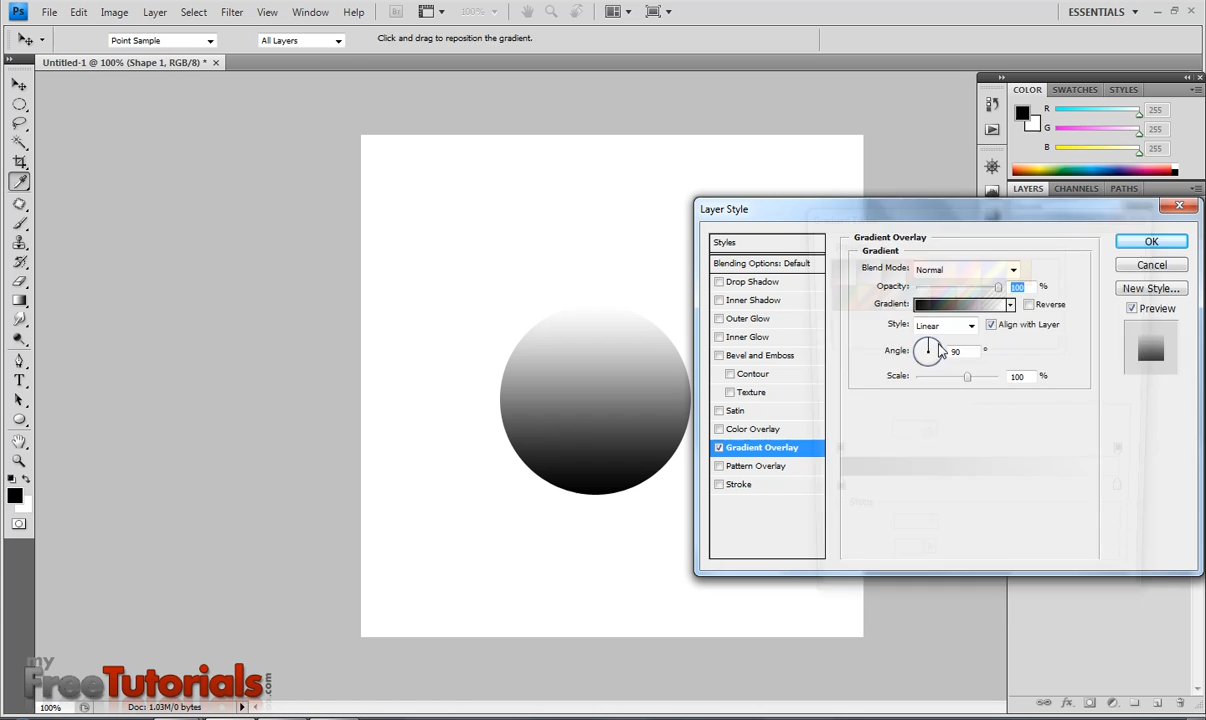 Ps File Edit Image Layer Select Filter View Window Help Br 100% ESSENTIALS
Point Sample All Layers Click and drag to reposition the gradient.
Untitled-1 @ 100% (Shape 1, RGB/8) *
COLOR SWATCHES STYLES
R 255
G 255
B 255
LAYERS CHANNELS PATHS
Layer Style
Styles
Blending Options: Default
Drop Shadow
Inner Shadow
Outer Glow
Inner Glow
Bevel and Emboss
Contour
Texture
Satin
Color Overlay
Gradient Overlay
Pattern Overlay
Stroke
Gradient Overlay
Gradient
Blend Mode: Normal
Opacity: 100 %
Gradient: Reverse
Style: Linear Align with Layer
Angle: 90 °
Scale: 100 %
OK
Cancel
New Style...
Preview
T
my
FreeTutorials.com
100% Doc: 1.03M/0 bytes
fx